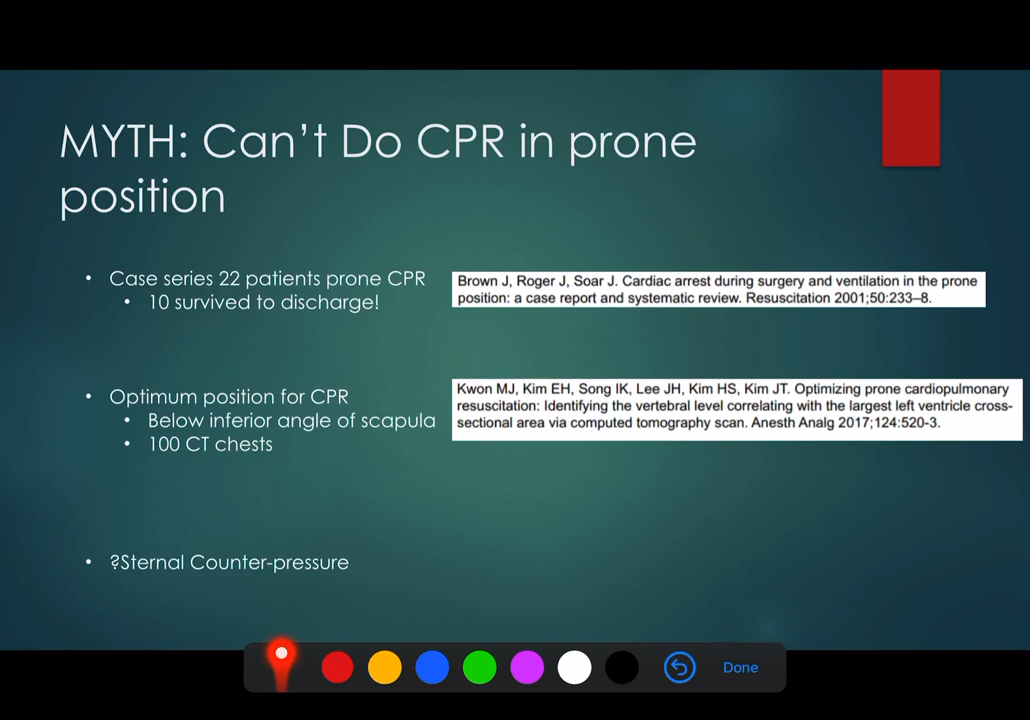 MYTH: Can't Do CPR in prone
position
• Case series 22 patients prone CPR
• 10 survived to discharge!
Brown J, Roger J, Soar J. Cardiac arrest during surgery and ventilation in the prone
position: a case report and systematic review. Resuscitation 2001;50:233–8.
• Optimum position for CPR
• Below inferior angle of scapula
• 100 CT chests
Kwon MJ, Kim EH, Song IK, Lee JH, Kim HS, Kim JT. Optimizing prone cardiopulmonary
resuscitation: Identifying the vertebral level correlating with the largest left ventricle cross-
sectional area via computed tomography scan. Anesth Analg 2017;124:520-3.
• ?Sternal Counter-pressure
Done